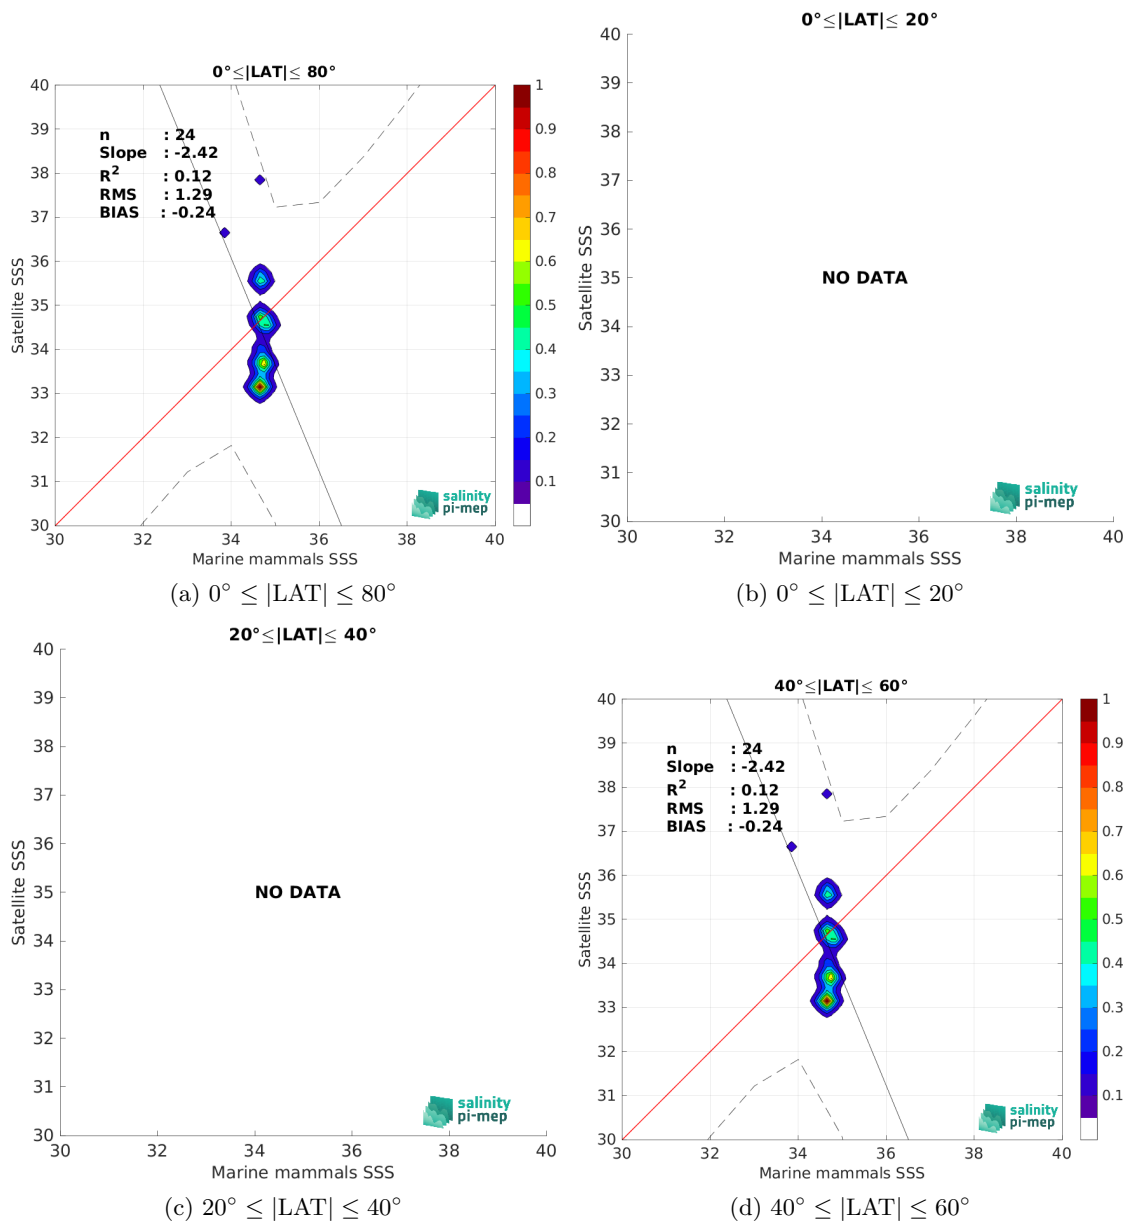 0°≤|LAT|≤ 80°
40
39
38
37
36
35
34
33
32
31
30
Satellite SSS
n : 24
Slope : -2.42
R² : 0.12
RMS : 1.29
BIAS : -0.24
salinity
pi-mep
30 32 34 36 38 40
Marine mammals SSS
1
0.9
0.8
0.7
0.6
0.5
0.4
0.3
0.2
0.1
(a) 0° ≤ |LAT| ≤ 80°
0°≤|LAT|≤ 20°
40
39
38
37
36
35
34
33
32
31
30
Satellite SSS
NO DATA
salinity
pi-mep
30 32 34 36 38 40
Marine mammals SSS
(b) 0° ≤ |LAT| ≤ 20°
20°≤|LAT|≤ 40°
40
39
38
37
36
35
34
33
32
31
30
Satellite SSS
NO DATA
salinity
pi-mep
30 32 34 36 38 40
Marine mammals SSS
(c) 20° ≤ |LAT| ≤ 40°
40°≤|LAT|≤ 60°
40
39
38
37
36
35
34
33
32
31
30
Satellite SSS
n : 24
Slope : -2.42
R² : 0.12
RMS : 1.29
BIAS : -0.24
salinity
pi-mep
30 32 34 36 38 40
Marine mammals SSS
1
0.9
0.8
0.7
0.6
0.5
0.4
0.3
0.2
0.1
(d) 40° ≤ |LAT| ≤ 60°